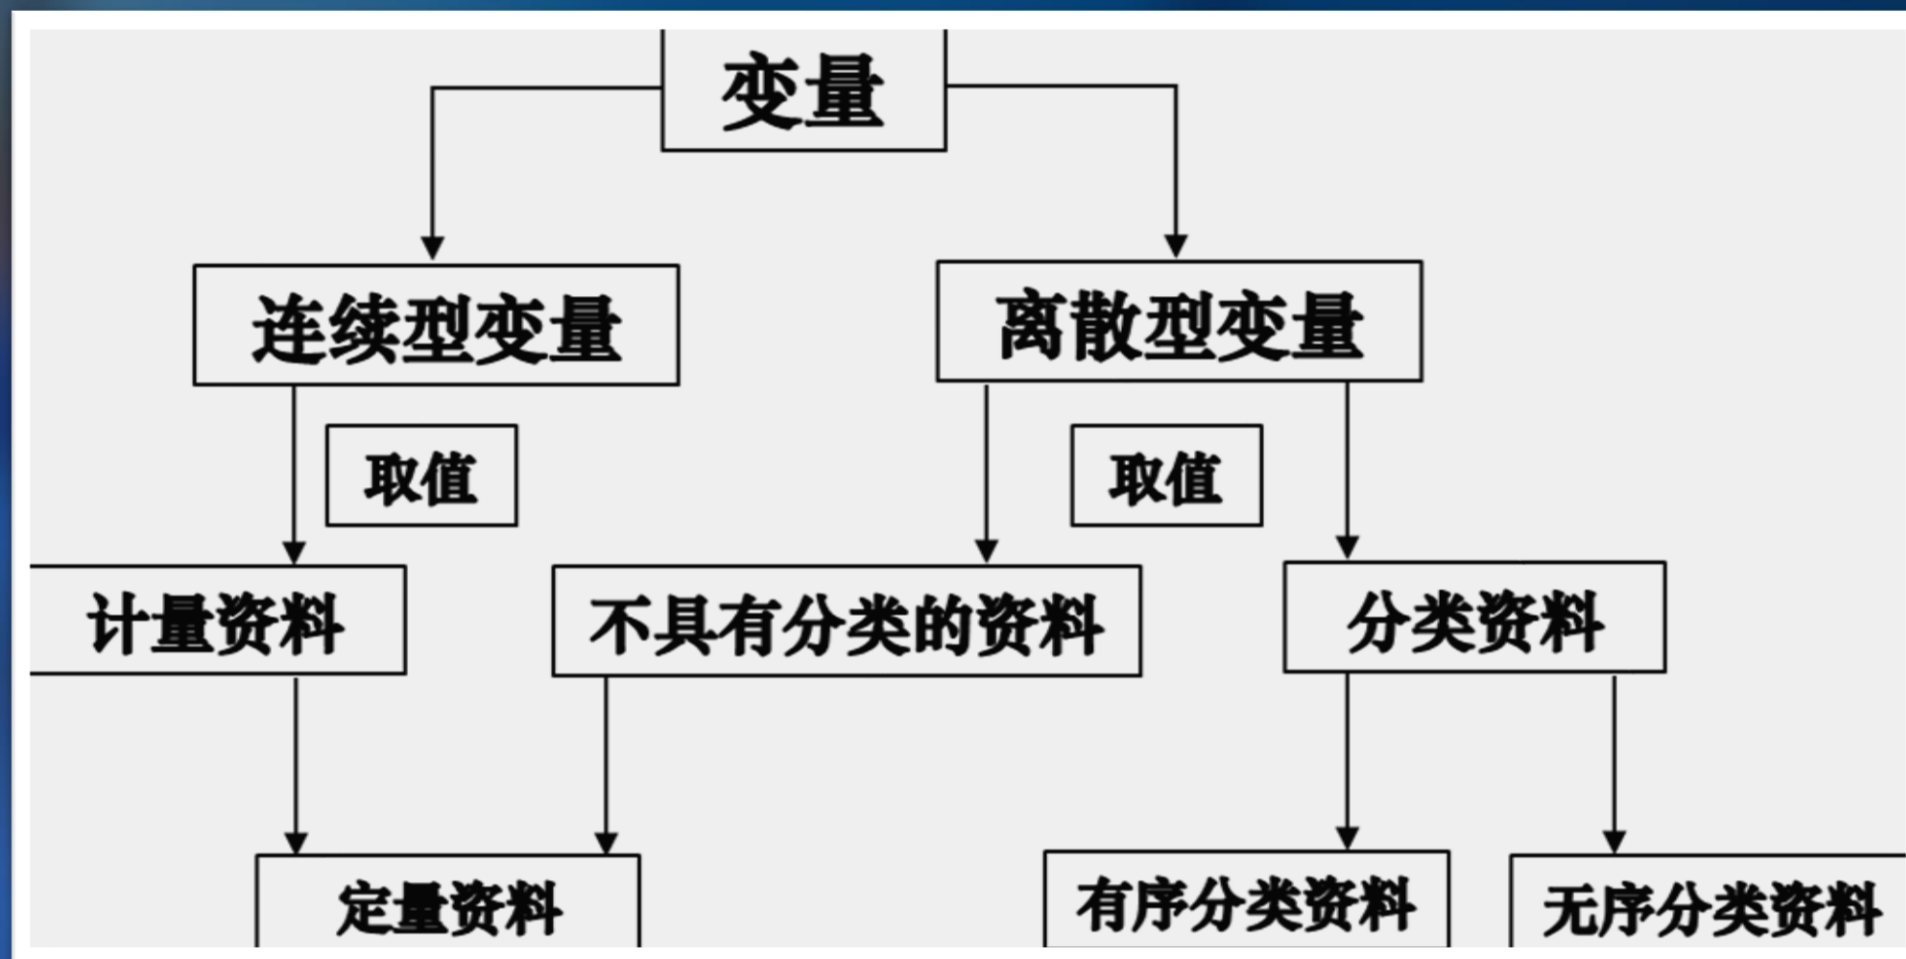 变量
连续型变量
离散型变量
取值
取值
计量资料
不具有分类的资料
分类资料
定量资料
有序分类资料
无序分类资料